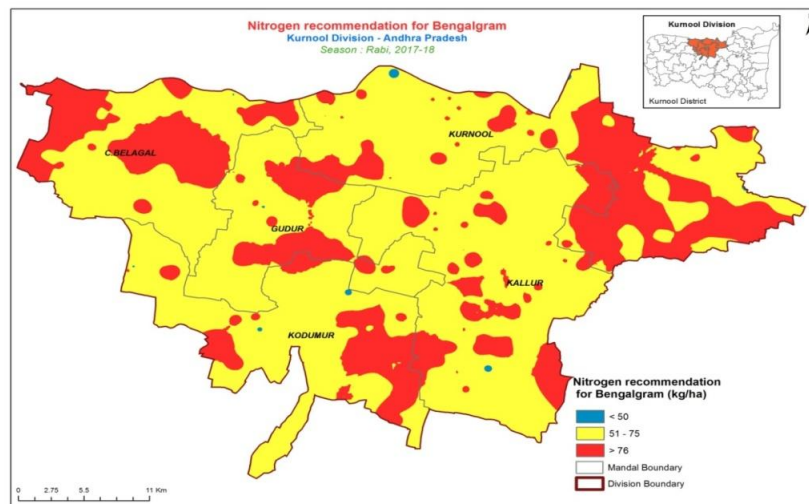 Nitrogen recommendation for Bengalgram
Kurnool Division - Andhra Pradesh
Season : Rabi, 2017-18
Kurnool Division
Kurnool District
KURNOOL
C.BELAGAL
GUDUR
KALLUR
KODUMUR
Nitrogen recommendation
for Bengalgram (kg/ha)
< 50
51 - 75
> 76
Mandal Boundary
Division Boundary
0 2.75 5.5 11 Km